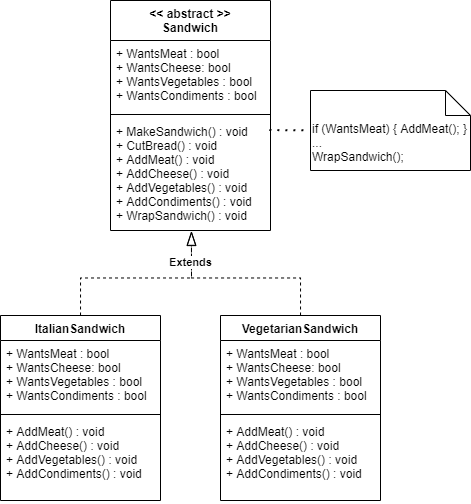 << abstract >>
Sandwich
+ WantsMeat : bool
+ WantsCheese: bool
+ WantsVegetables : bool
+ WantsCondiments : bool
+ MakeSandwich() : void
+ CutBread() : void
+ AddMeat() : void
+ AddCheese() : void
+ AddVegetables() : void
+ AddCondiments() : void
+ WrapSandwich() : void
if (WantsMeat) { AddMeat(); }
...
WrapSandwich();
Extends
ItalianSandwich
+ WantsMeat : bool
+ WantsCheese: bool
+ WantsVegetables : bool
+ WantsCondiments : bool
+ AddMeat() : void
+ AddCheese() : void
+ AddVegetables() : void
+ AddCondiments() : void
VegetarianSandwich
+ WantsMeat : bool
+ WantsCheese: bool
+ WantsVegetables : bool
+ WantsCondiments : bool
+ AddMeat() : void
+ AddCheese() : void
+ AddVegetables() : void
+ AddCondiments() : void